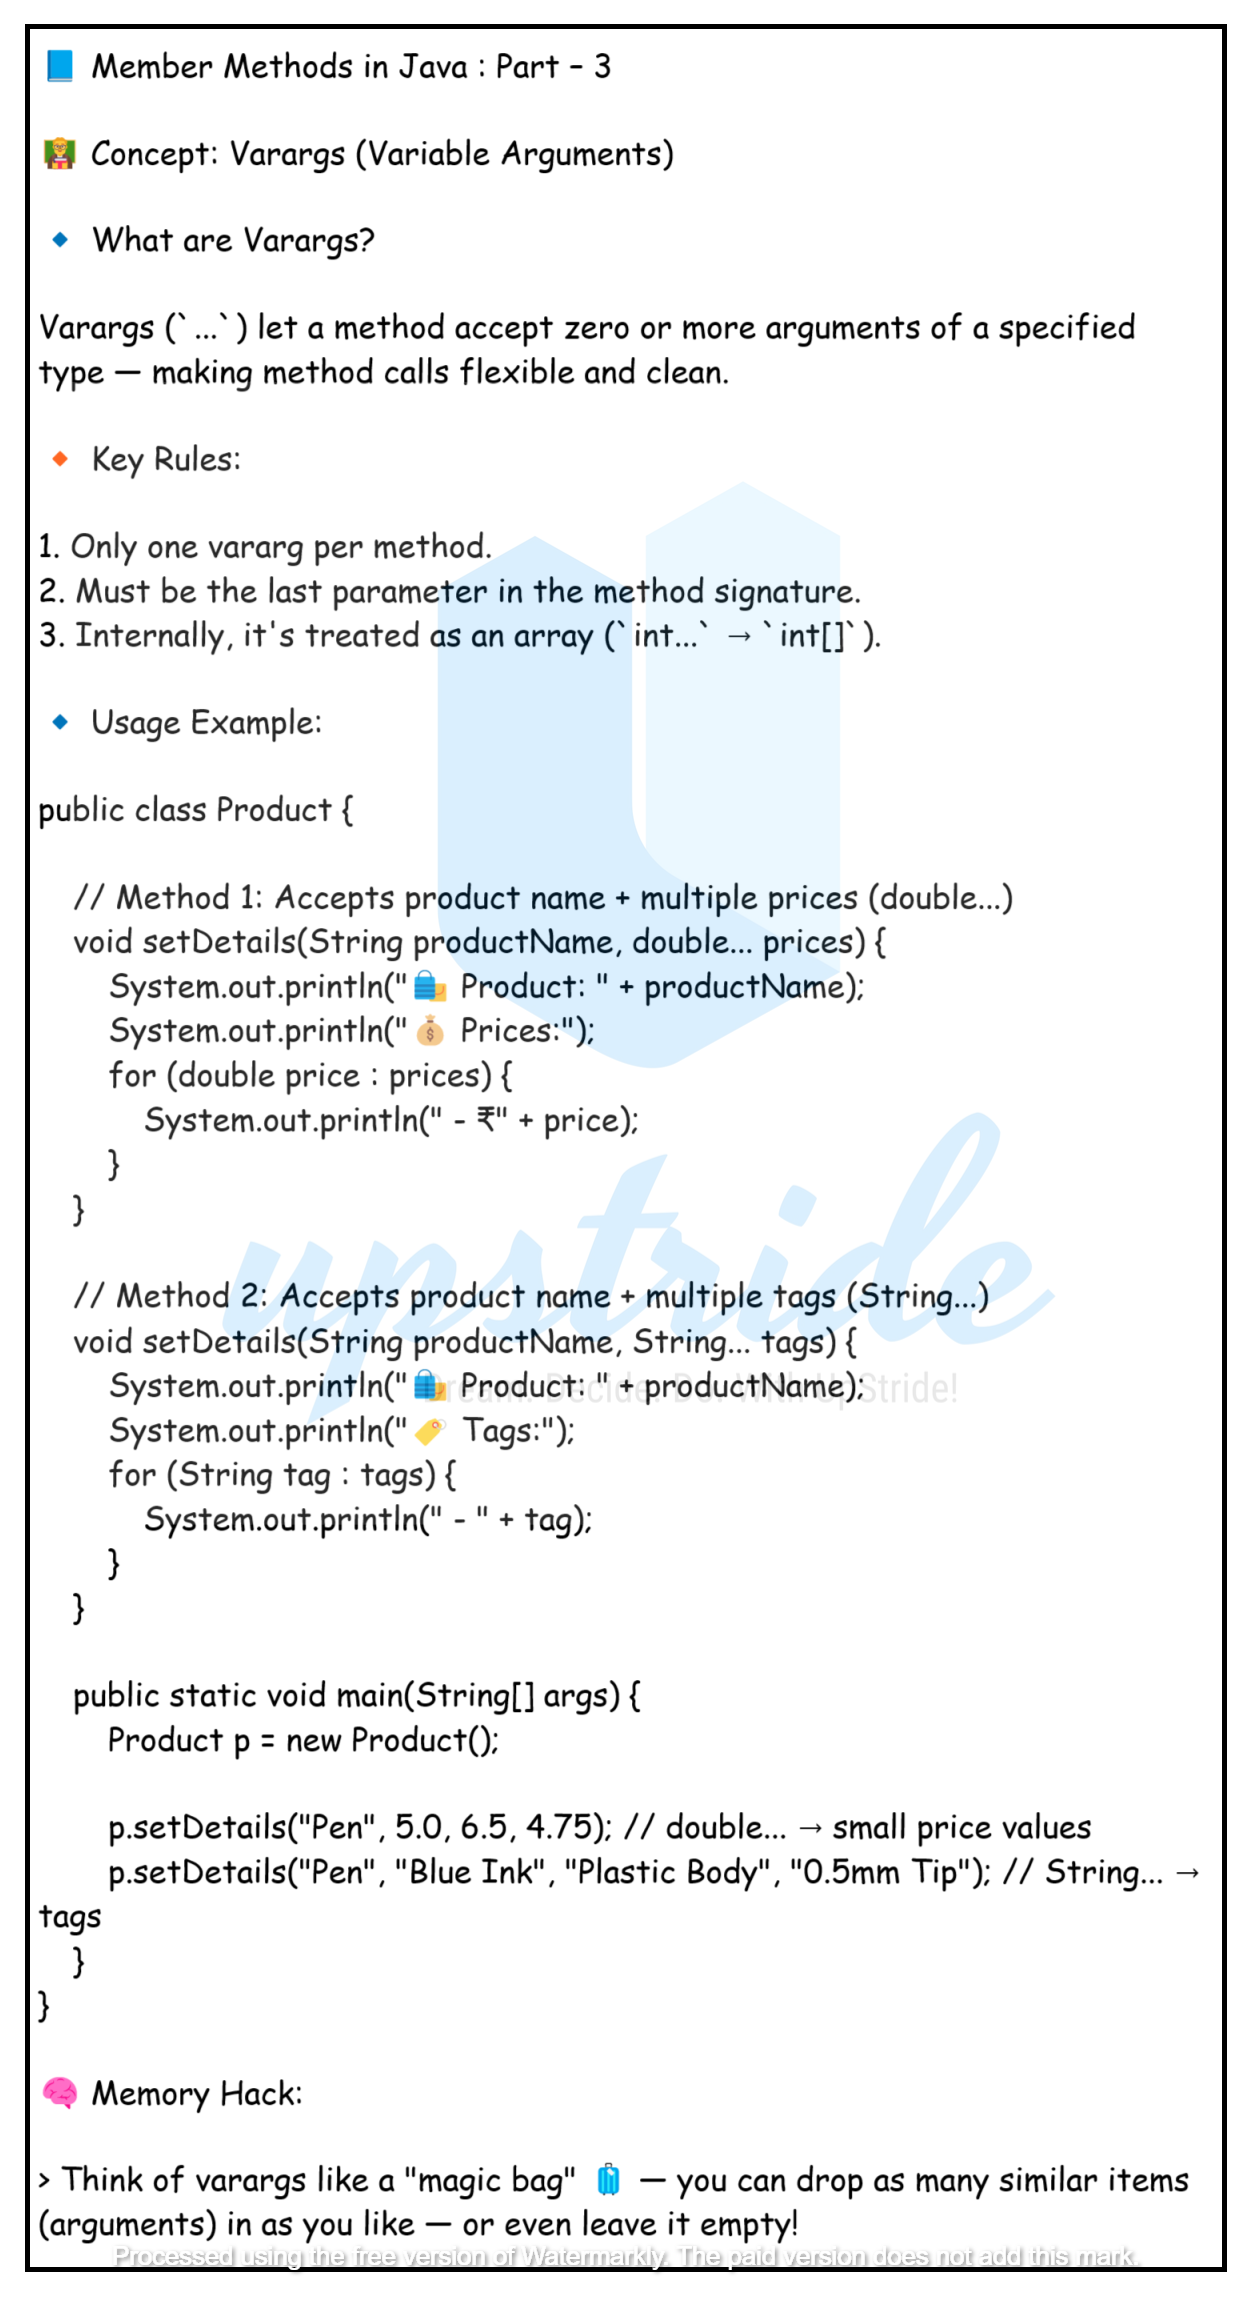 📘 Member Methods in Java : Part – 3
👩‍🏫 Concept: Varargs (Variable Arguments)
🔹 What are Varargs?
Varargs (`...`) let a method accept zero or more arguments of a specified
type — making method calls flexible and clean.
🔸 Key Rules:
1. Only one vararg per method.
2. Must be the last parameter in the method signature.
3. Internally, it's treated as an array (`int...` → `int[]`).
🔹 Usage Example:
public class Product {
// Method 1: Accepts product name + multiple prices (double...)
void setDetails(String productName, double... prices) {
System.out.println("🛍️ Product: " + productName);
System.out.println("💰 Prices:");
for (double price : prices) {
System.out.println(" - ₹" + price);
}
}
// Method 2: Accepts product name + multiple tags (String...)
void setDetails(String productName, String... tags) {
System.out.println("🛍️ Product: " + productName);
System.out.println("🏷️ Tags:");
for (String tag : tags) {
System.out.println(" - " + tag);
}
}
public static void main(String[] args) {
Product p = new Product();
p.setDetails("Pen", 5.0, 6.5, 4.75); // double... → small price values
p.setDetails("Pen", "Blue Ink", "Plastic Body", "0.5mm Tip"); // String... →
tags
}
}
🧠 Memory Hack:
> Think of varargs like a "magic bag" 🧳 — you can drop as many similar items
(arguments) in as you like — or even leave it empty!
upstride
Dream. Decide. Do. With UpStride!
Processed using the free version of Watermarkly. The paid version does not add this mark.